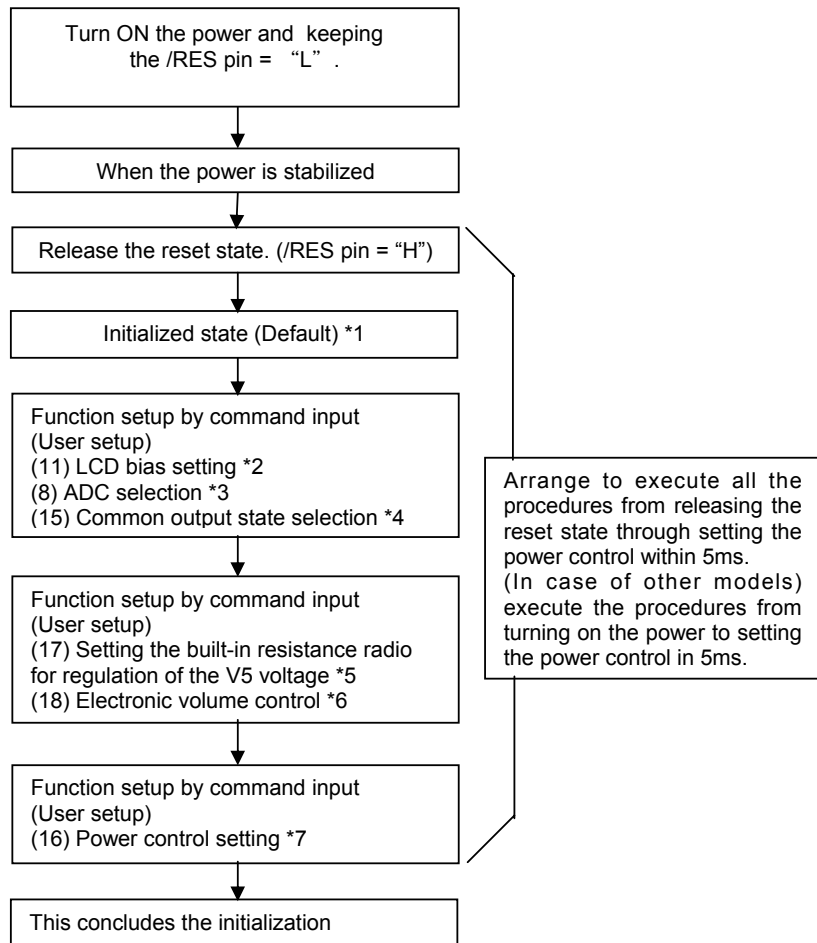 Turn ON the power and keeping
the /RES pin = “L” .
When the power is stabilized
Release the reset state. (/RES pin = “H”)
Initialized state (Default) *1
Function setup by command input
(User setup)
(11) LCD bias setting *2
(8) ADC selection *3
(15) Common output state selection *4
Arrange to execute all the
procedures from releasing the
reset state through setting the
power control within 5ms.
(In case of other models)
execute the procedures from
turning on the power to setting
the power control in 5ms.
Function setup by command input
(User setup)
(17) Setting the built-in resistance radio
for regulation of the V5 voltage *5
(18) Electronic volume control *6
Function setup by command input
(User setup)
(16) Power control setting *7
This concludes the initialization